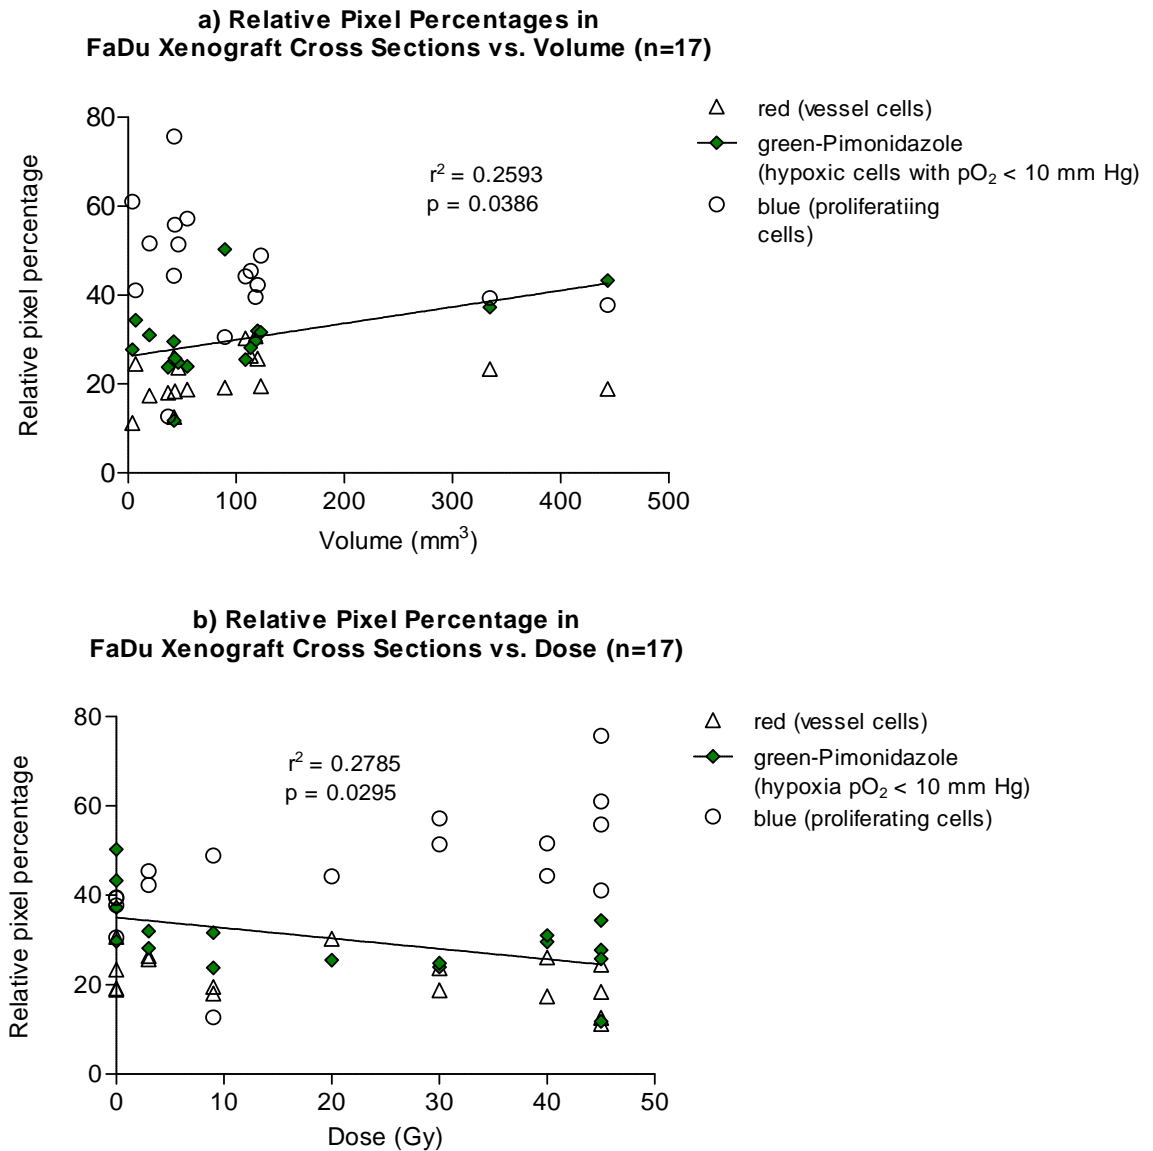 a) Relative Pixel Percentages in
FaDu Xenograft Cross Sections vs. Volume (n=17)
80
60
40
20
0
Relative pixel percentage
r² = 0.2593
p = 0.0386
0 100 200 300 400 500
Volume (mm³)
red (vessel cells)
green-Pimonidazole
(hypoxic cells with pO₂ < 10 mm Hg)
blue (proliferatiing
cells)
b) Relative Pixel Percentage in
FaDu Xenograft Cross Sections vs. Dose (n=17)
80
60
40
20
0
Relative pixel percentage
r² = 0.2785
p = 0.0295
0 10 20 30 40 50
Dose (Gy)
red (vessel cells)
green-Pimonidazole
(hypoxia pO₂ < 10 mm Hg)
blue (proliferating cells)